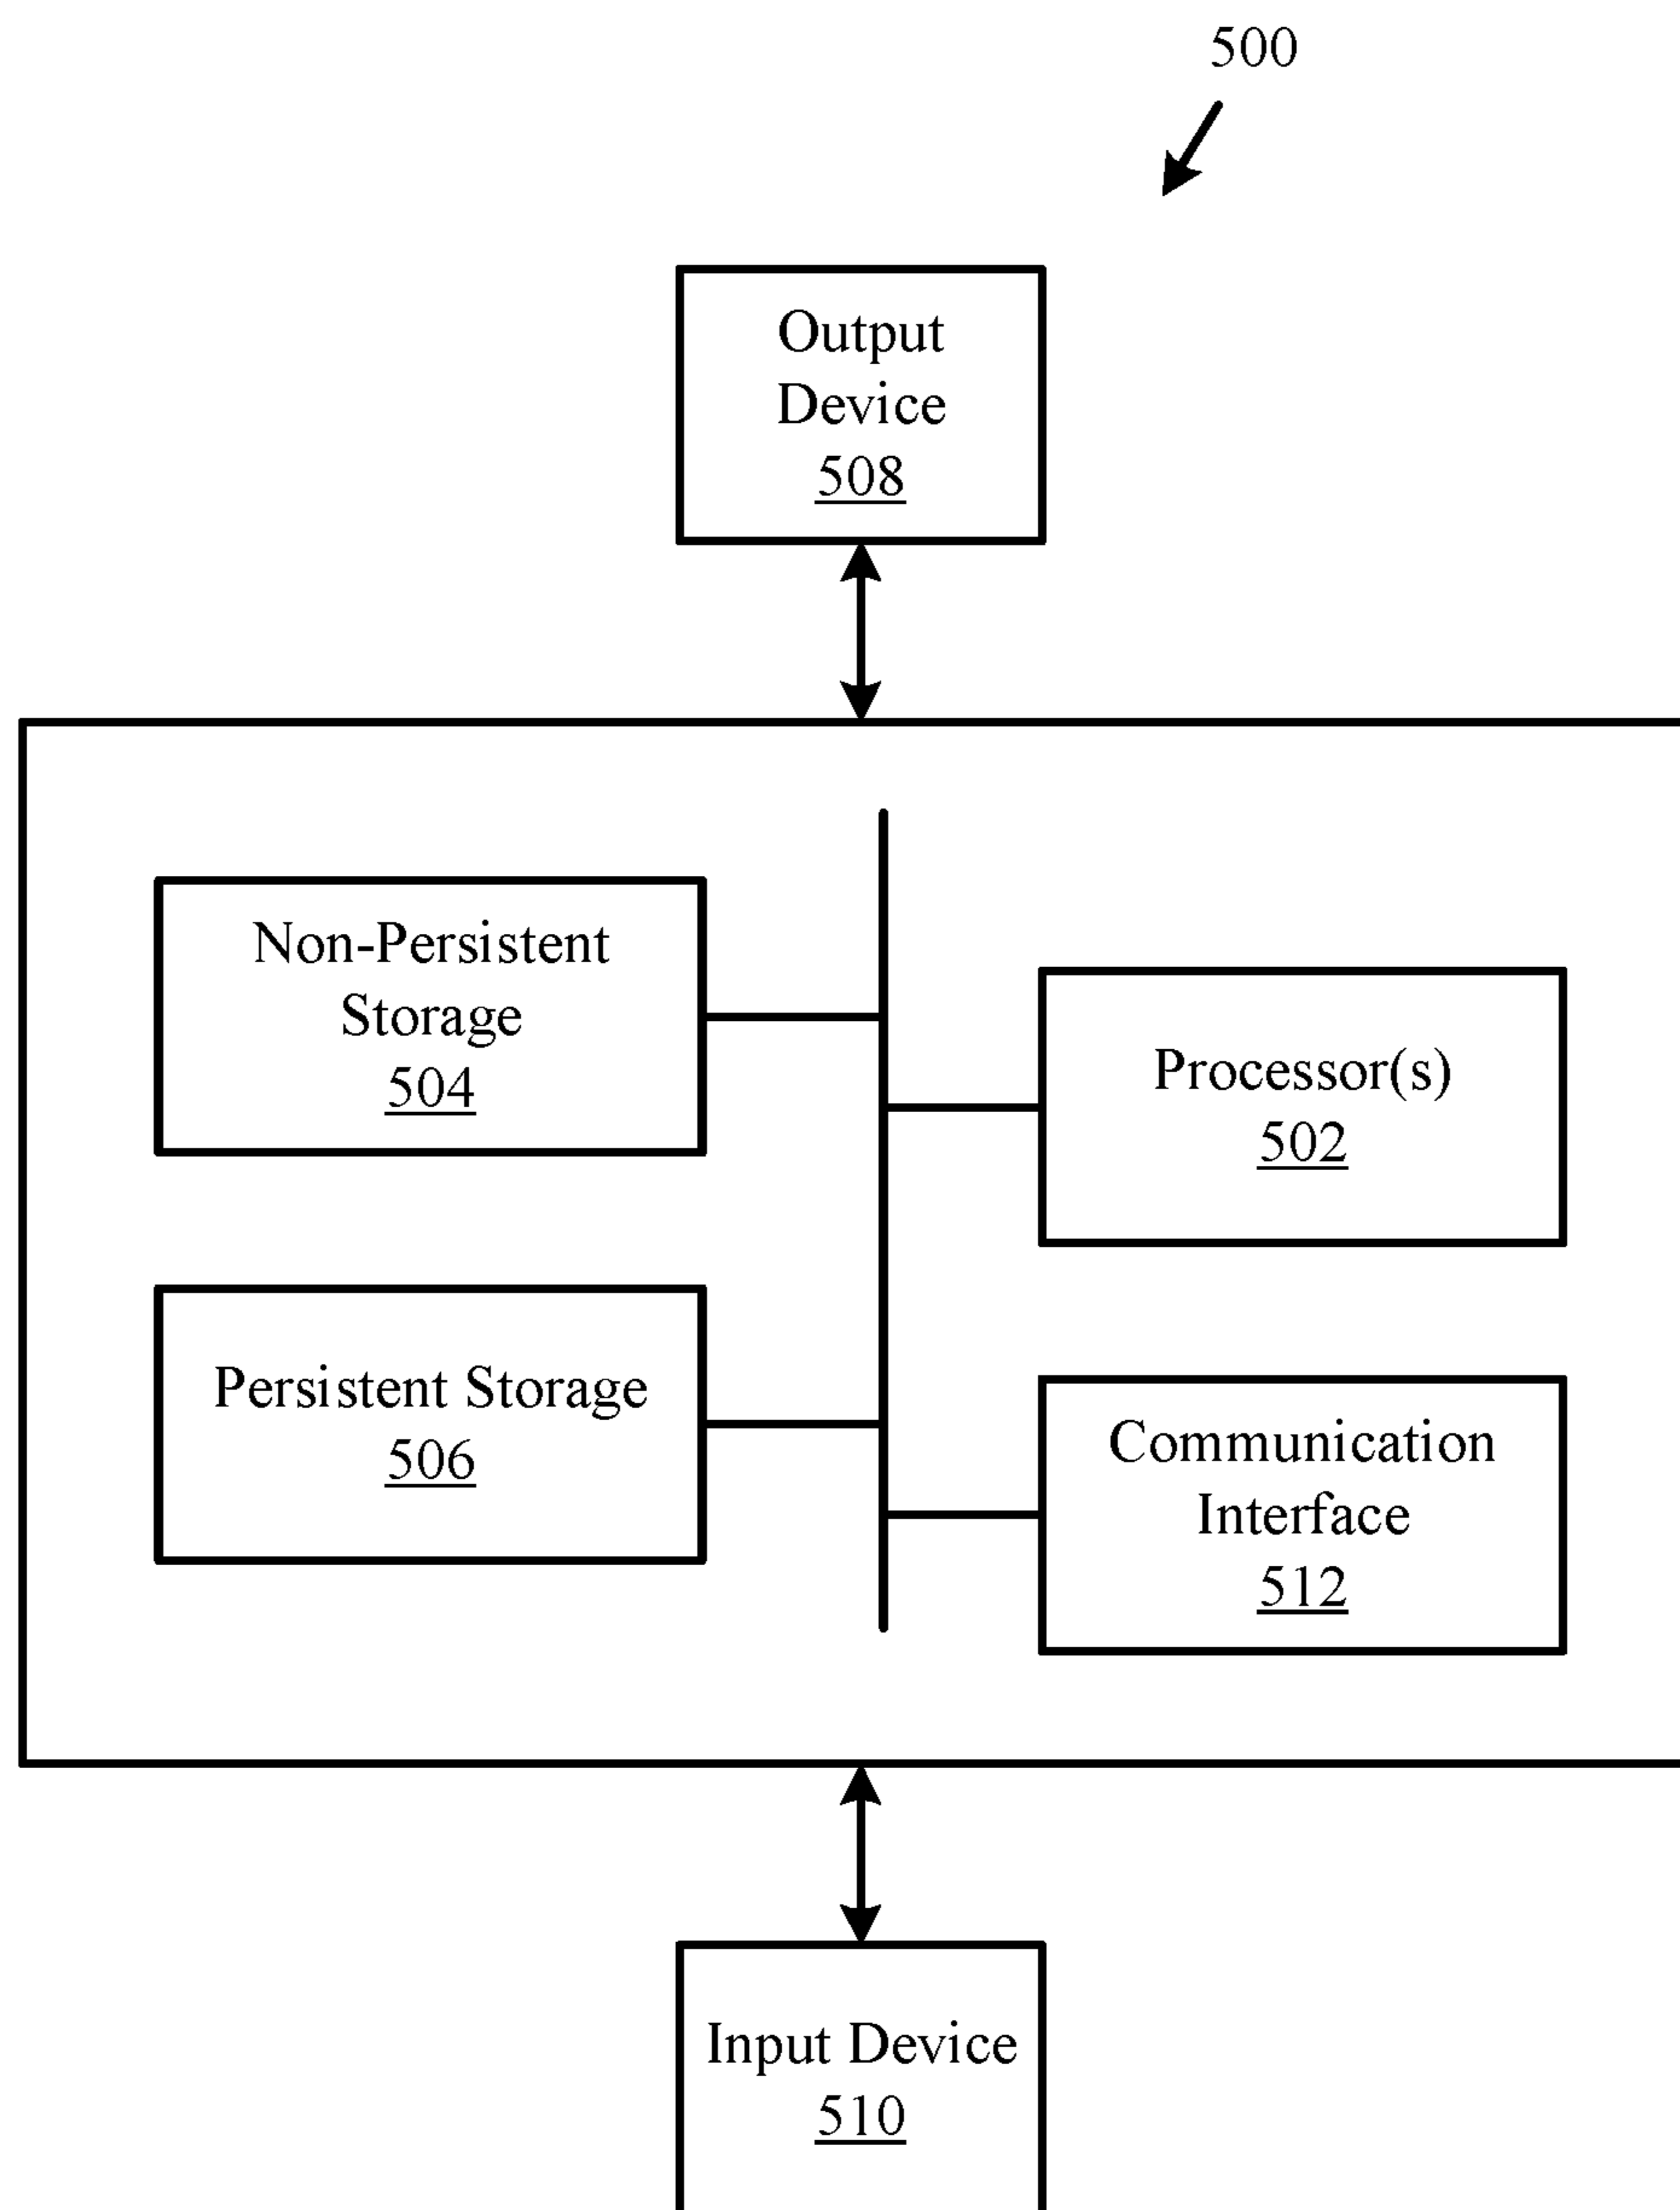 500
Output
Device
508
Non-Persistent
Storage
504
Processor(s)
502
Persistent Storage
506
Communication
Interface
512
Input Device
510